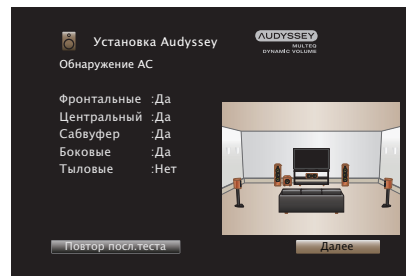 Установка Audyssey
AUDYSSEY
MULTEQ
DYNAMIC VOLUME
Обнаружение АС
Фронтальные :Да
Центральный :Да
Сабвуфер :Да
Боковые :Да
Тыловые :Нет
Повтор посл.теста
Далее